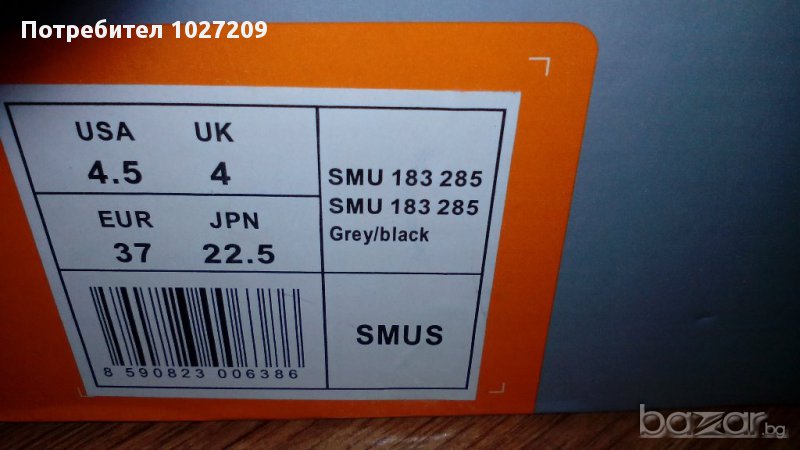 Потребител 1027209
USA UK
4.5 4
EUR JPN
37 22.5
SMU 183 285
SMU 183 285
Grey/black
8 590823 006386
SMUS
bazar.bg